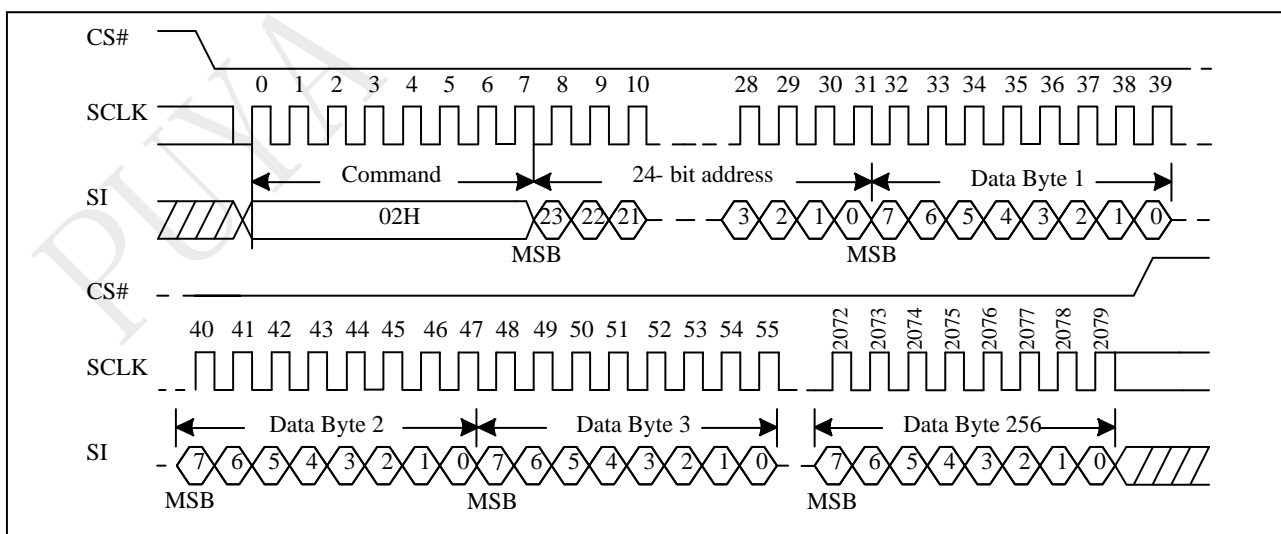 PUYA
CS#
0 1 2 3 4 5 6 7 8 9 10 28 29 30 31 32 33 34 35 36 37 38 39
SCLK
Command 24- bit address Data Byte 1
SI
02H 23 22 21 3 2 1 0 7 6 5 4 3 2 1 0
MSB MSB
CS#
40 41 42 43 44 45 46 47 48 49 50 51 52 53 54 55 2072 2073 2074 2075 2076 2077 2078 2079
SCLK
Data Byte 2 Data Byte 3 Data Byte 256
SI
7 6 5 4 3 2 1 0 7 6 5 4 3 2 1 0 7 6 5 4 3 2 1 0
MSB MSB MSB